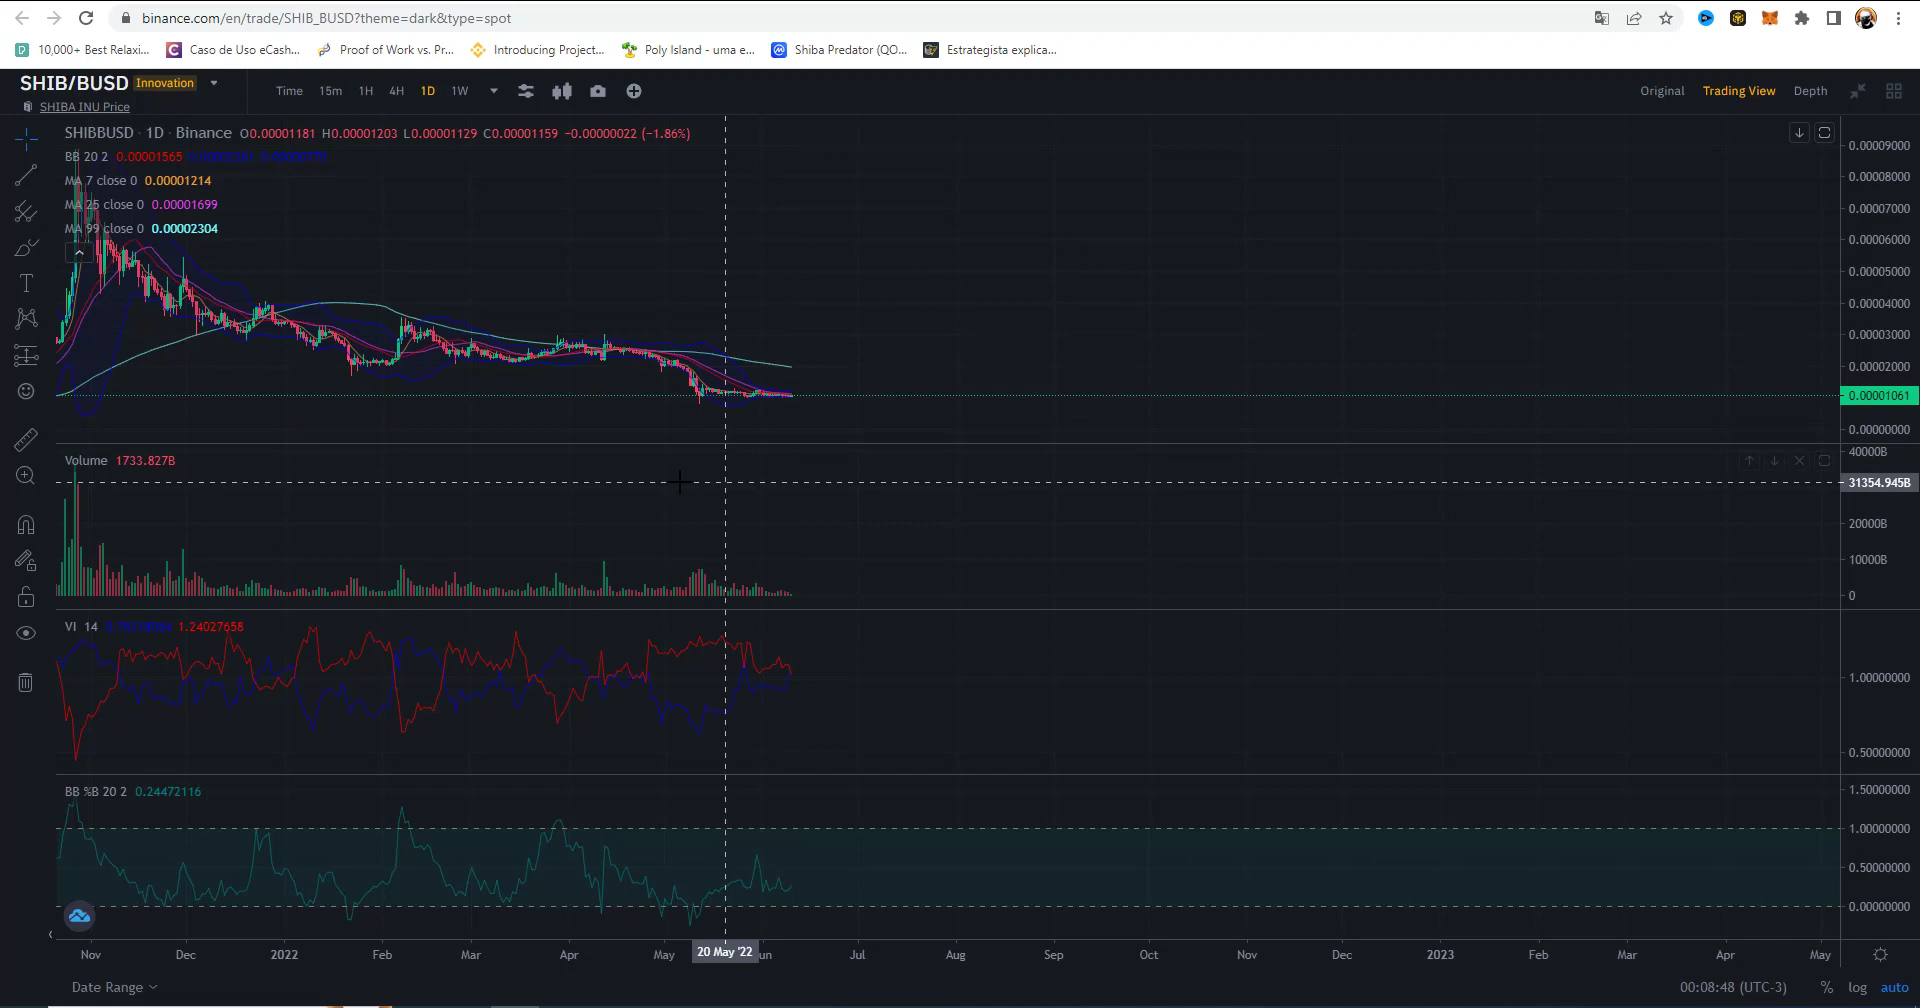 binance.com/en/trade/SHIB_BUSD?theme=dark&type=spot
10,000+ Best Relaxi... Caso de Uso eCash... Proof of Work vs. Pr... Introducing Project... Poly Island - uma e... Shiba Predator (QO... Estrategista explica...
SHIB/BUSD Innovation
SHIBA INU Price
Time 15m 1H 4H 1D 1W
Original Trading View Depth
SHIBBUSD · 1D · Binance O0.00001181 H0.00001203 L0.00001129 C0.00001159 −0.00000022 (−1.86%)
BB 20 2 0.00001565
MA 7 close 0 0.00001214
MA 25 close 0 0.00001699
MA 99 close 0 0.00002304
0.00009000
0.00008000
0.00007000
0.00006000
0.00005000
0.00004000
0.00003000
0.00002000
0.00001061
0.00000000
Volume 1733.827B
40000B
31354.945B
20000B
10000B
0
VI 14 1.24027658
1.00000000
0.50000000
BB %B 20 2 0.24472116
1.50000000
1.00000000
0.50000000
0.00000000
Nov Dec 2022 Feb Mar Apr May 20 May '22 un Jul Aug Sep Oct Nov Dec 2023 Feb Mar Apr May
Date Range
00:08:48 (UTC-3) % log auto